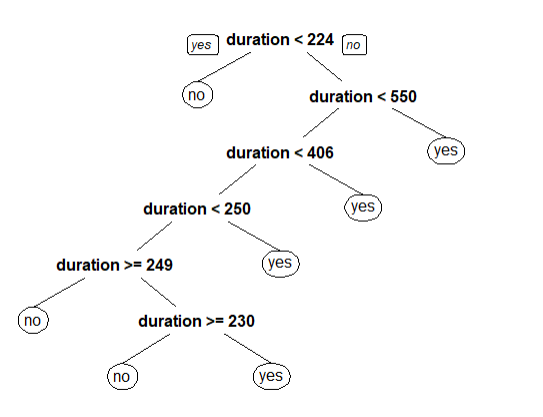 yes duration < 224 no
no
duration < 550
duration < 406
yes
duration < 250
yes
duration >= 249
yes
no
duration >= 230
no
yes